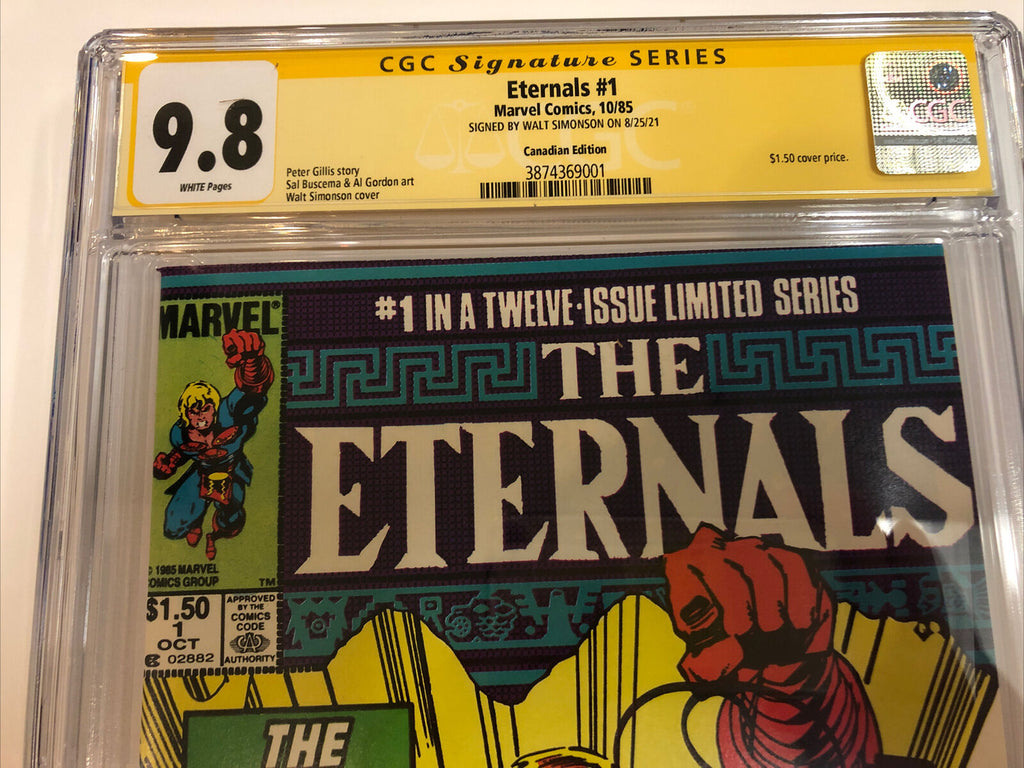 CGC Signature SERIES
Eternals #1
Marvel Comics, 10/85
SIGNED BY WALT SIMONSON ON 8/25/21
Canadian Edition
3874369001
9.8
WHITE Pages
Peter Gillis story
Sal Buscema & Al Gordon art
Walt Simonson cover
$1.50 cover price.
CGC
#1 IN A TWELVE·ISSUE LIMITED SERIES
MARVEL®
THE
ETERNALS
© 1985 MARVEL
COMICS GROUP
TM
$1.50
1
OCT
02882
APPROVED
BY THE
COMICS
CODE
CA
AUTHORITY
THE